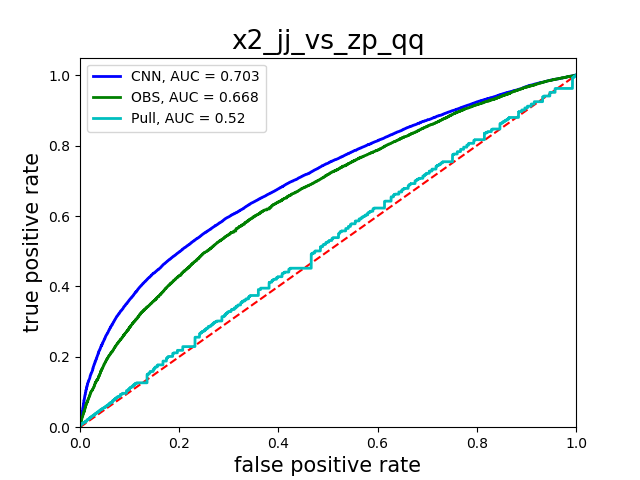 x2_jj_vs_zp_qq
CNN, AUC = 0.703
OBS, AUC = 0.668
Pull, AUC = 0.52
true positive rate
1.0
0.8
0.6
0.4
0.2
0.0
0.0 0.2 0.4 0.6 0.8 1.0
false positive rate